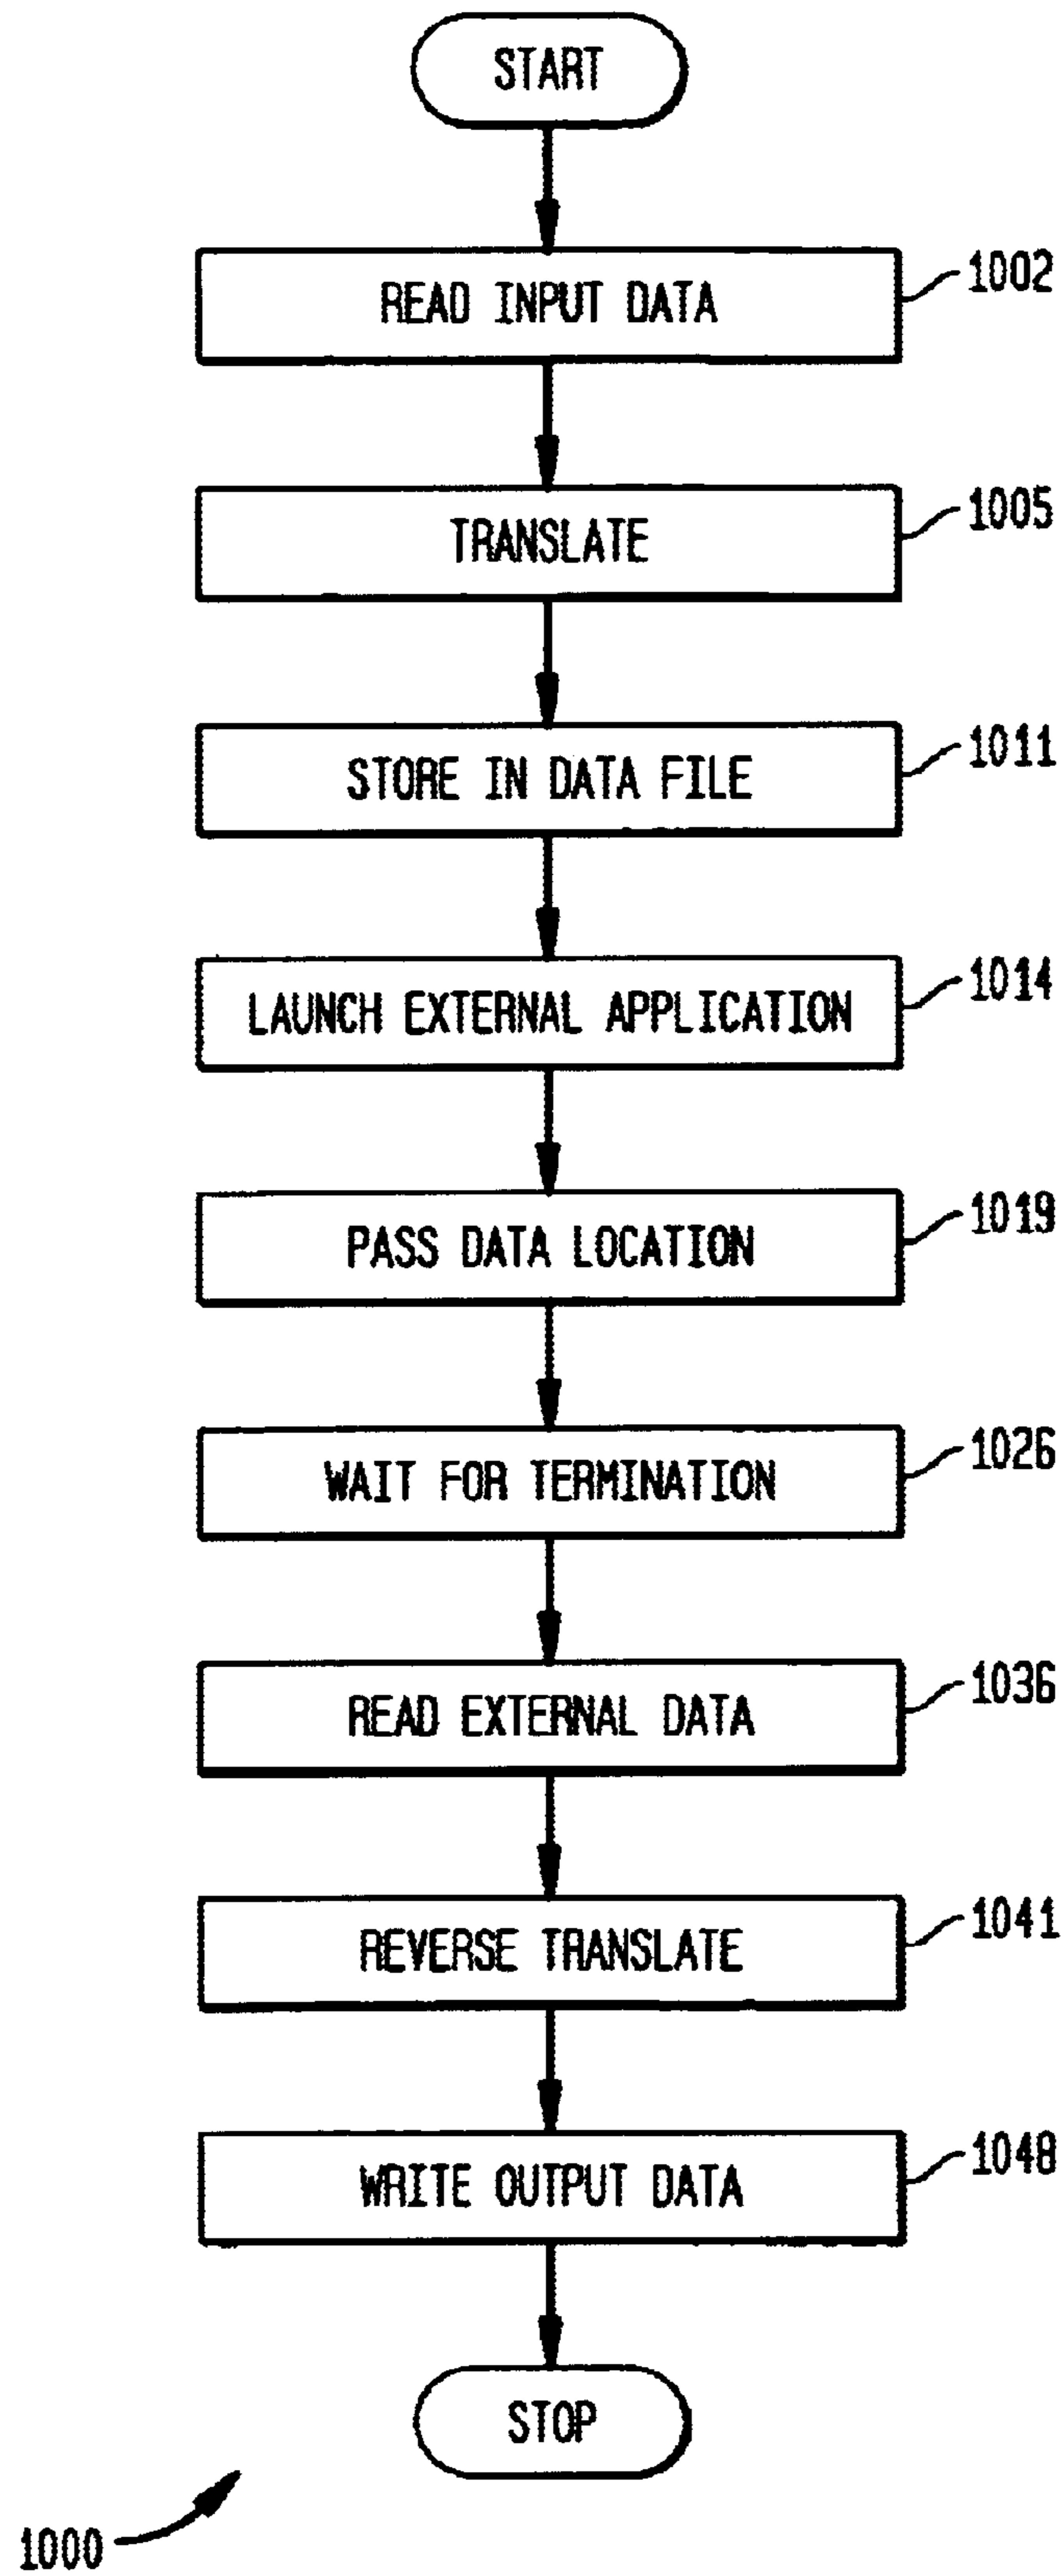 START
READ INPUT DATA
1002
TRANSLATE
1005
STORE IN DATA FILE
1011
LAUNCH EXTERNAL APPLICATION
1014
PASS DATA LOCATION
1019
WAIT FOR TERMINATION
1026
READ EXTERNAL DATA
1036
REVERSE TRANSLATE
1041
WRITE OUTPUT DATA
1048
STOP
1000